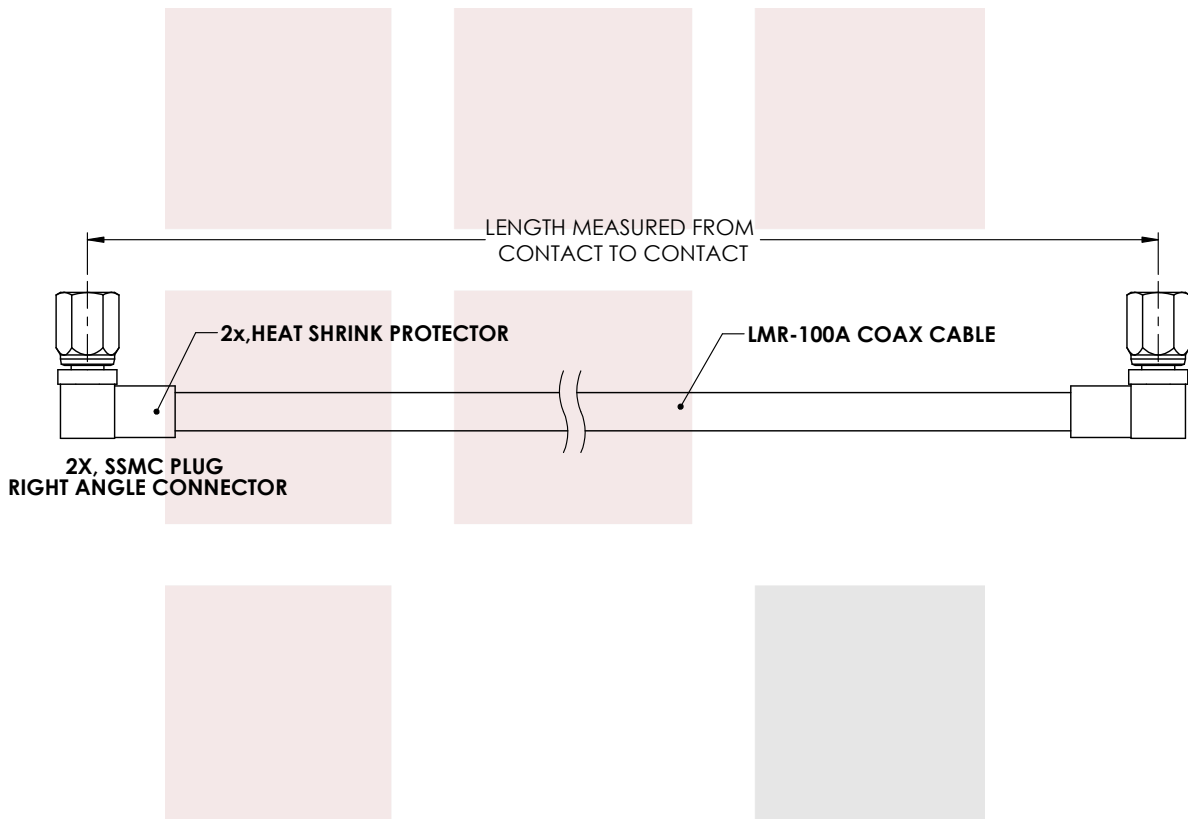 LENGTH MEASURED FROM
CONTACT TO CONTACT
2x,HEAT SHRINK PROTECTOR
LMR-100A COAX CABLE
2X, SSMC PLUG
RIGHT ANGLE CONNECTOR